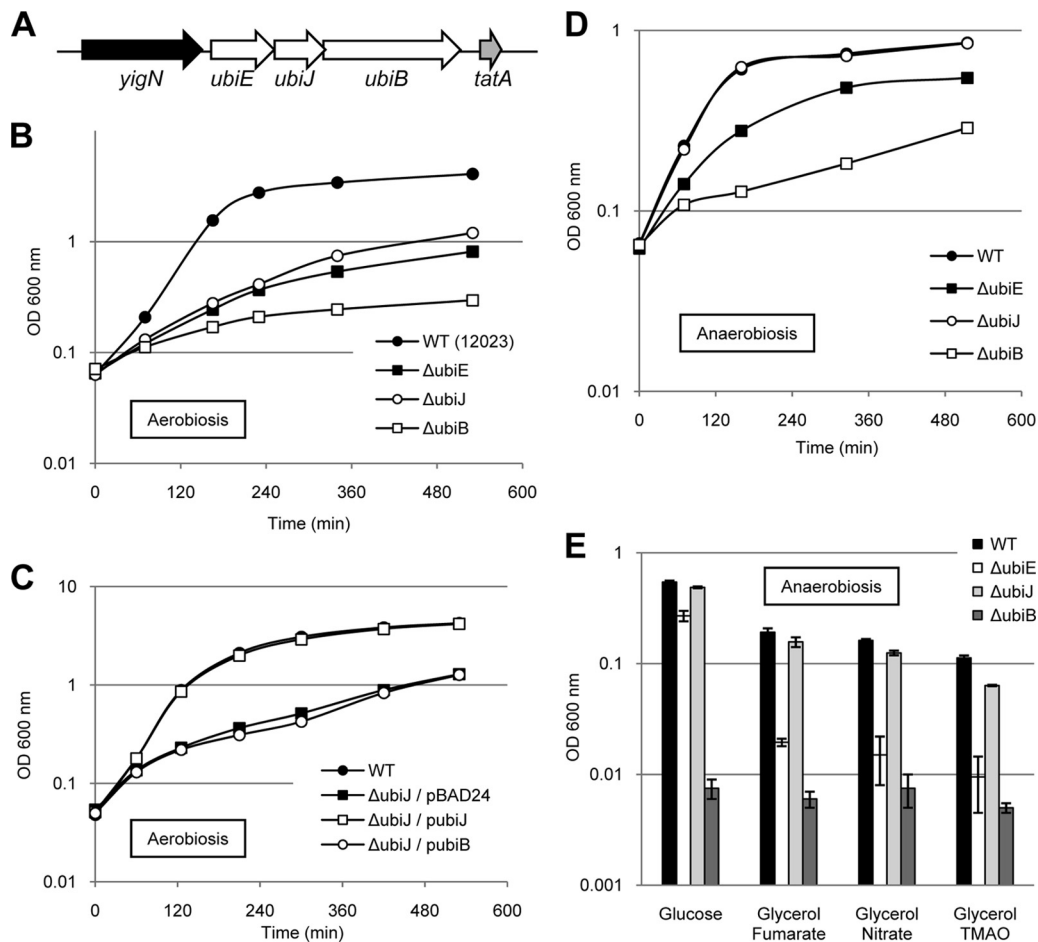 A
yigN ubiE ubiJ ubiB tatA
B
OD 600 nm
1
0.1
0.01
0 120 240 360 480 600
Time (min)
WT (12023)
ΔubiE
ΔubiJ
ΔubiB
Aerobiosis
C
OD 600 nm
10
1
0.1
0.01
0 120 240 360 480 600
Time (min)
WT
ΔubiJ / pBAD24
ΔubiJ / pubiJ
ΔubiJ / pubiB
Aerobiosis
D
OD 600 nm
1
0.1
0.01
0 120 240 360 480 600
Time (min)
WT
ΔubiE
ΔubiJ
ΔubiB
Anaerobiosis
E
OD 600 nm
1
0.1
0.01
0.001
Anaerobiosis
WT
ΔubiE
ΔubiJ
ΔubiB
Glucose
Glycerol
Fumarate
Glycerol
Nitrate
Glycerol
TMAO